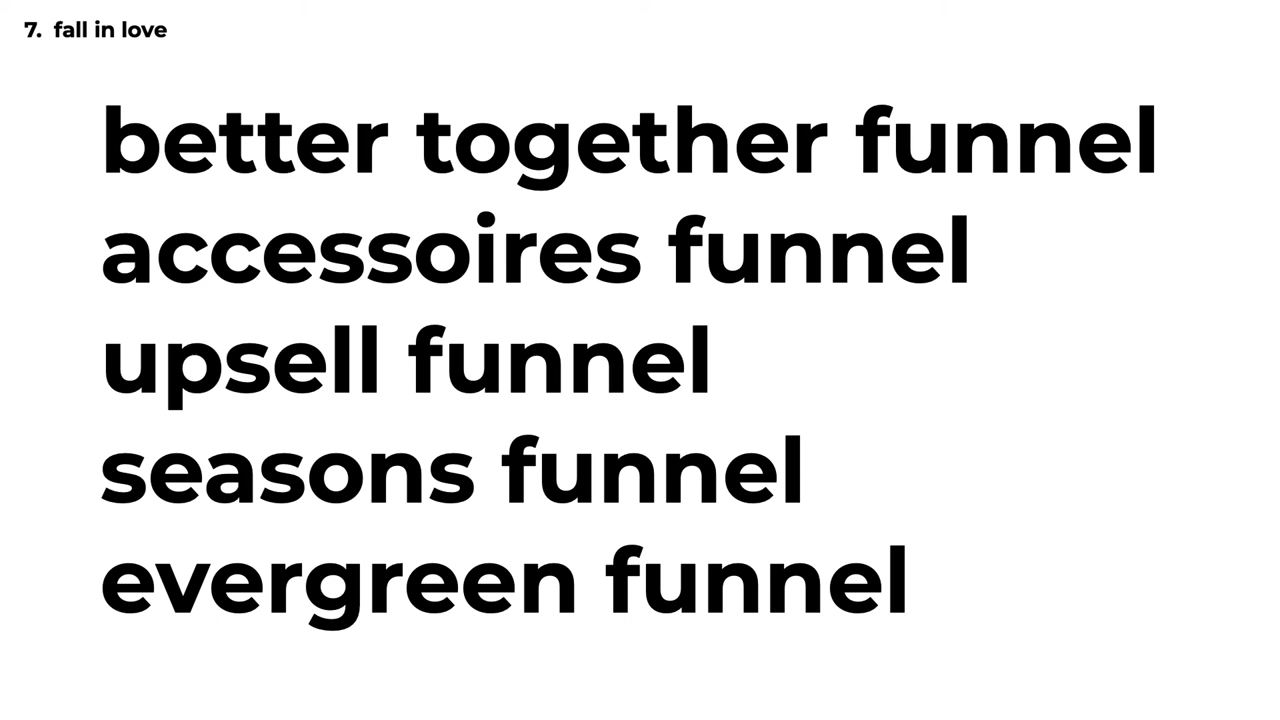 7. fall in love
better together funnel
accessoires funnel
upsell funnel
seasons funnel
evergreen funnel